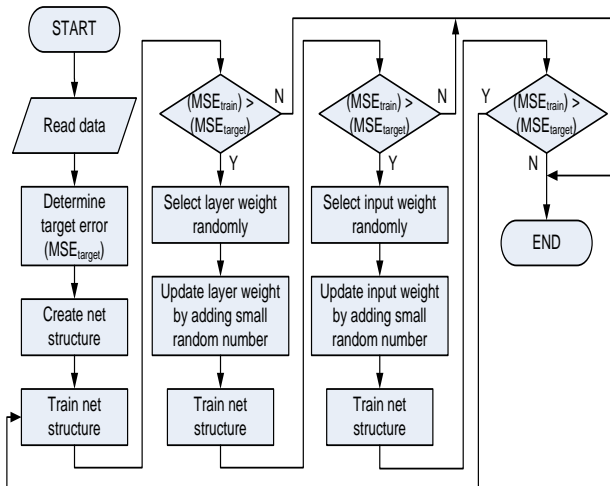 START
Read data
Determine
target error
(MSEtarget)
Create net
structure
Train net
structure
(MSEtrain) >
(MSEtarget)
N
Y
Select layer weight
randomly
Update layer weight
by adding small
random number
Train net
structure
(MSEtrain) >
(MSEtarget)
N
Y
Select input weight
randomly
Update input weight
by adding small
random number
Train net
structure
(MSEtrain) >
(MSEtarget)
Y
N
END